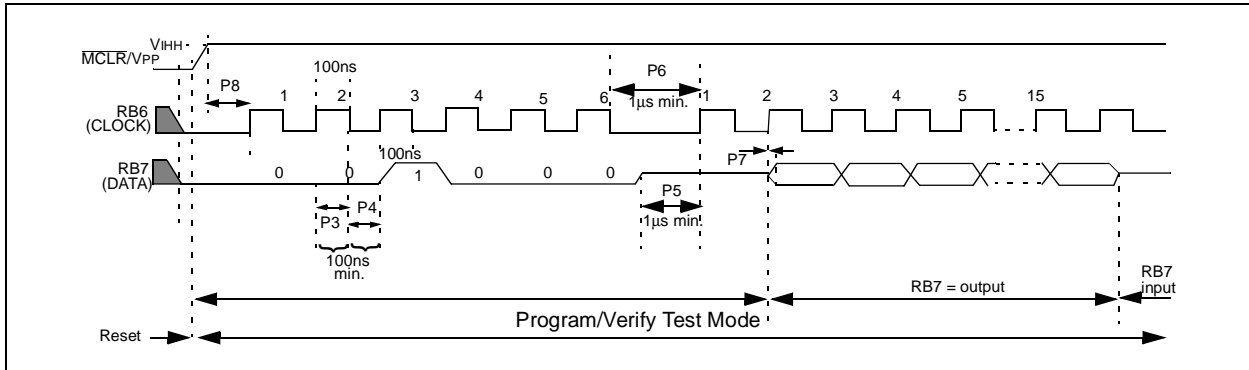 VIHH
MCLR/VPP
100ns
P8
P6
1µs min.
1 2 3 4 5 6 1 2 3 4 5 15
RB6
(CLOCK)
P7
100ns
RB7
(DATA)
0 0 1 0 0 0
P5
1µs min.
P3 P4
100ns
min.
RB7 = output
RB7
input
Program/Verify Test Mode
Reset